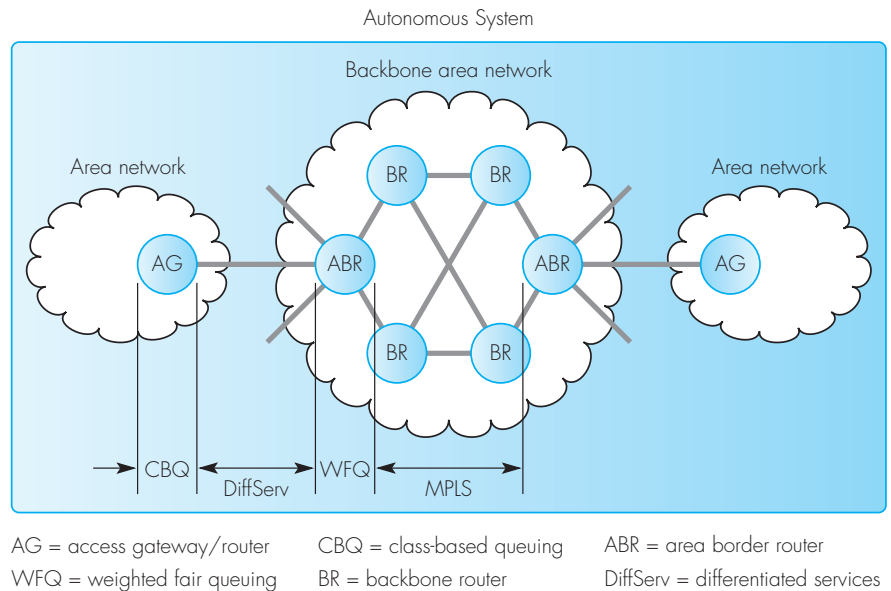 Autonomous System
Backbone area network
Area network
Area network
BR
BR
AG
ABR
ABR
AG
BR
BR
CBQ
WFQ
DiffServ
MPLS
AG = access gateway/router
CBQ = class-based queuing
ABR = area border router
WFQ = weighted fair queuing
BR = backbone router
DiffServ = differentiated services